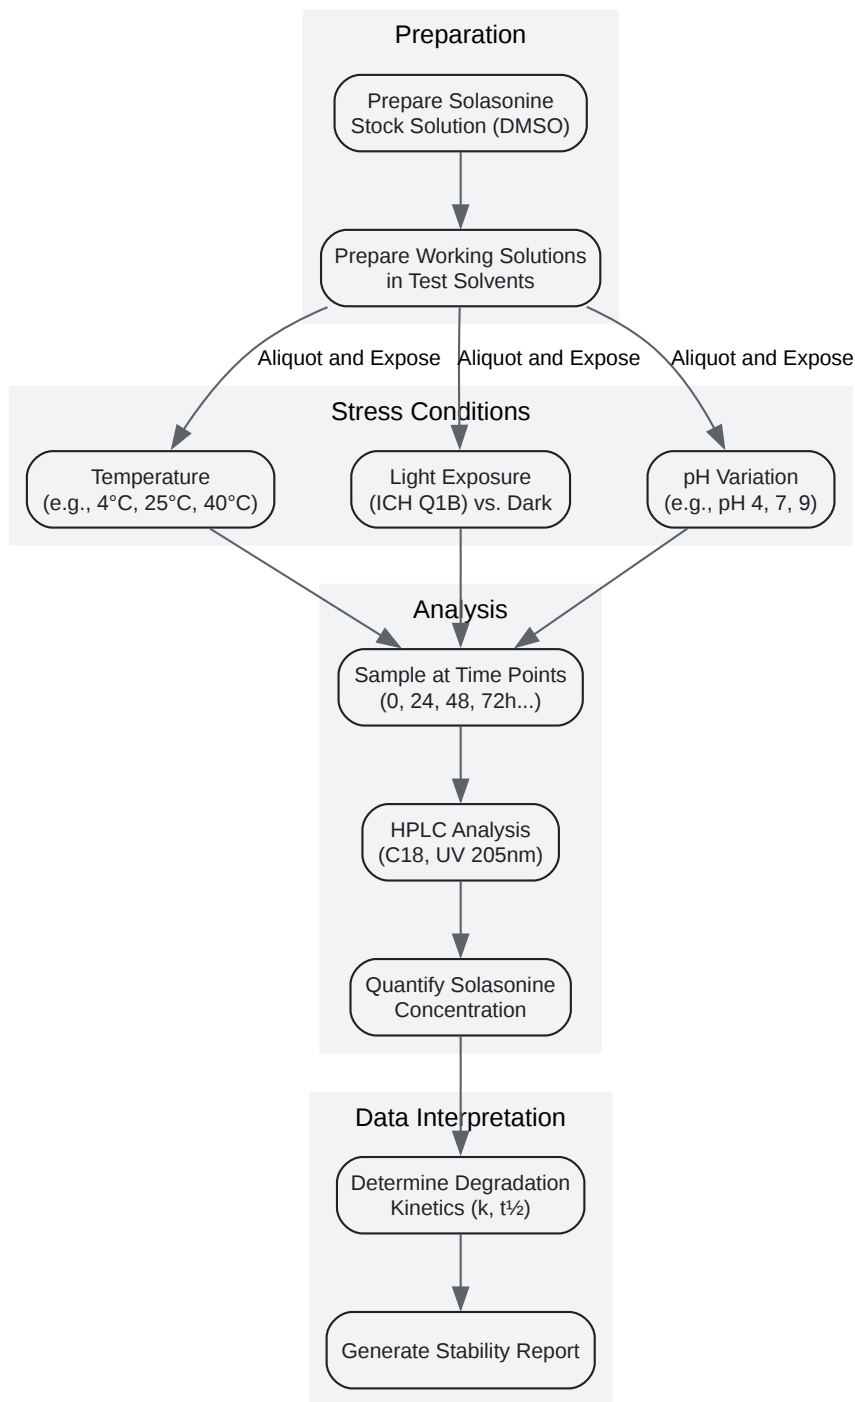 Preparation
Prepare Solasonine
Stock Solution (DMSO)
Prepare Working Solutions
in Test Solvents
Aliquot and Expose
Aliquot and Expose
Aliquot and Expose
Stress Conditions
Temperature
(e.g., 4°C, 25°C, 40°C)
Light Exposure
(ICH Q1B) vs. Dark
pH Variation
(e.g., pH 4, 7, 9)
Analysis
Sample at Time Points
(0, 24, 48, 72h...)
HPLC Analysis
(C18, UV 205nm)
Quantify Solasonine
Concentration
Data Interpretation
Determine Degradation
Kinetics (k, t½)
Generate Stability Report